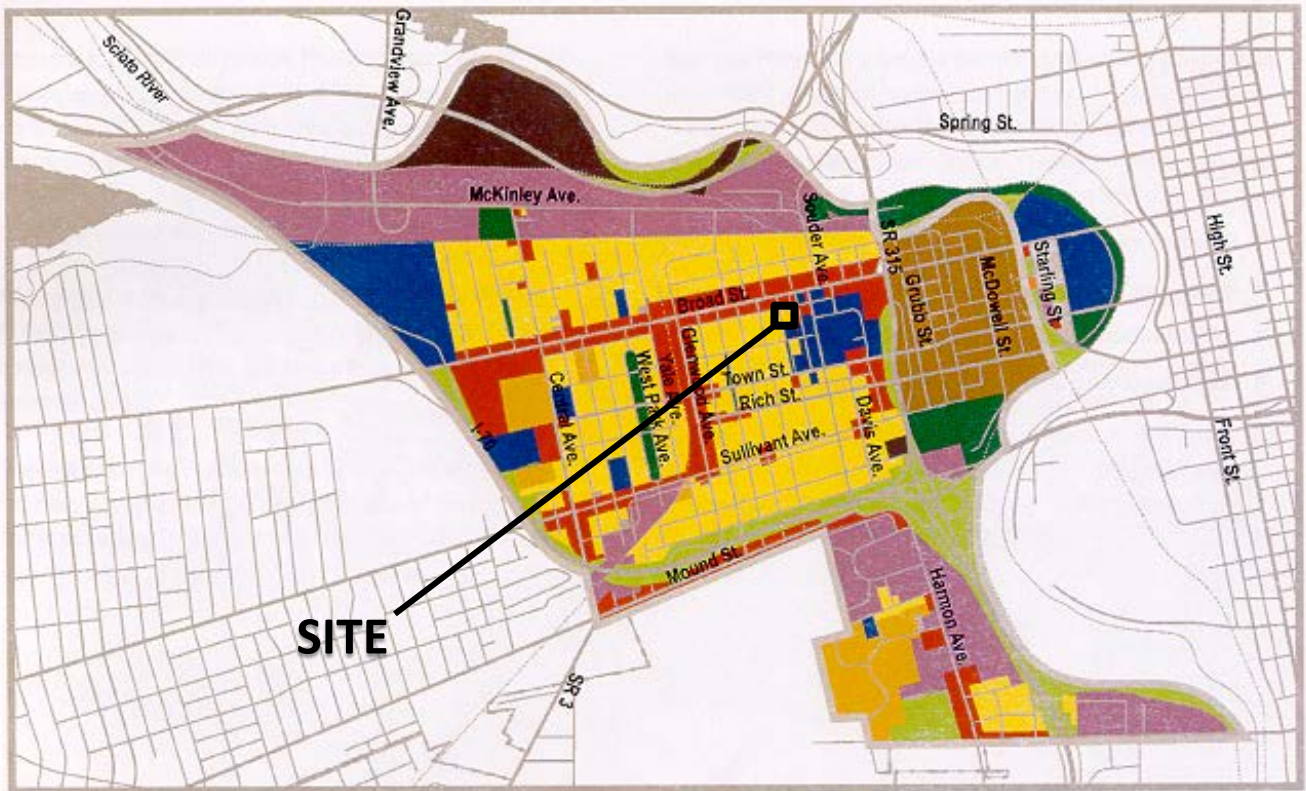 Scioto River
Grandview Ave.
Spring St.
McKinley Ave.
Souder Ave.
SR 315
High St.
Starling St.
McDowell St.
Grubb St.
Broad St.
Glenwood Ave.
Yale Ave.
West Park Ave.
Central Ave.
Town St.
Rich St.
Davis Ave.
Sullivant Ave.
I-70
Front St.
Mound St.
Harmon Ave.
SITE
SR 3